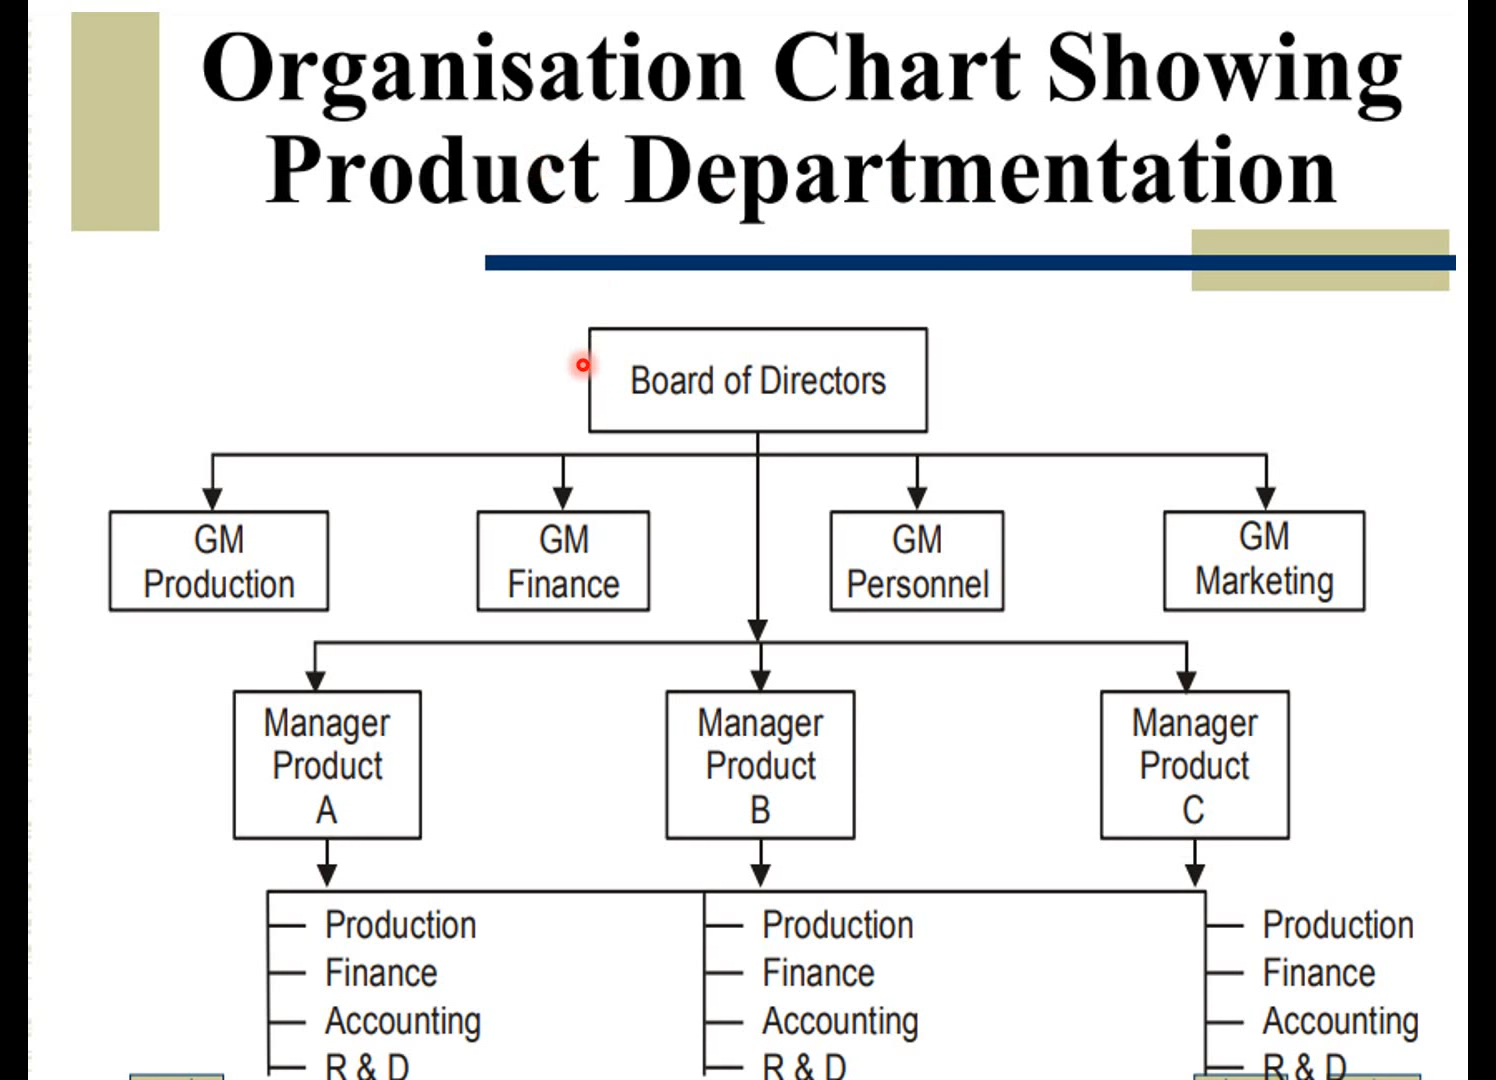 Organisation Chart Showing
Product Departmentation
Board of Directors
GM
Production
GM
Finance
GM
Personnel
GM
Marketing
Manager
Product
A
Manager
Product
B
Manager
Product
C
Production
Finance
Accounting
R & D
Production
Finance
Accounting
R & D
Production
Finance
Accounting
R & D